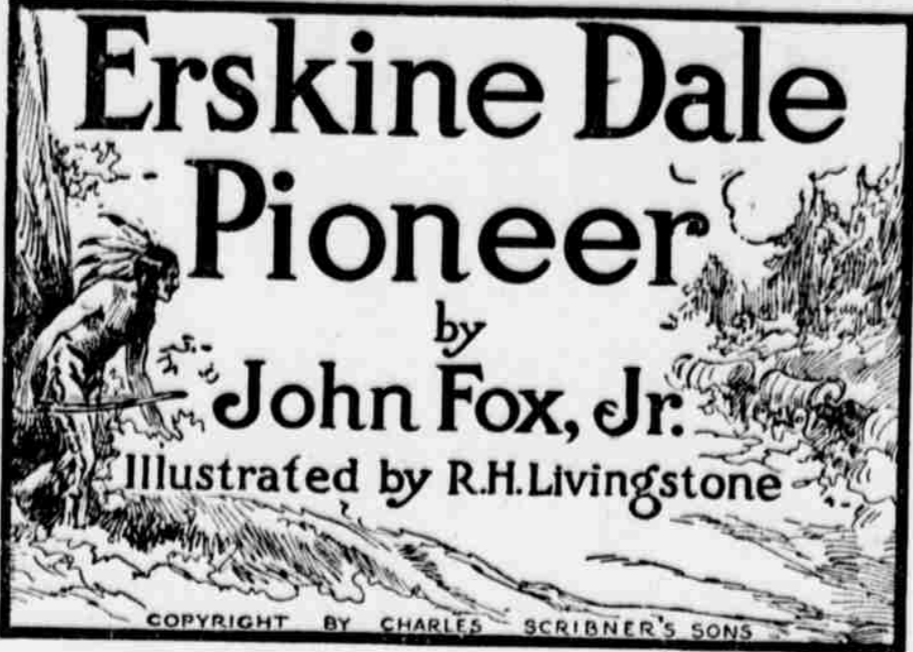 Erskine Dale
Pioneer
by
John Fox, Jr.
Illustrated by R.H. Livingstone
COPYRIGHT BY CHARLES SCRIBNER'S SONS